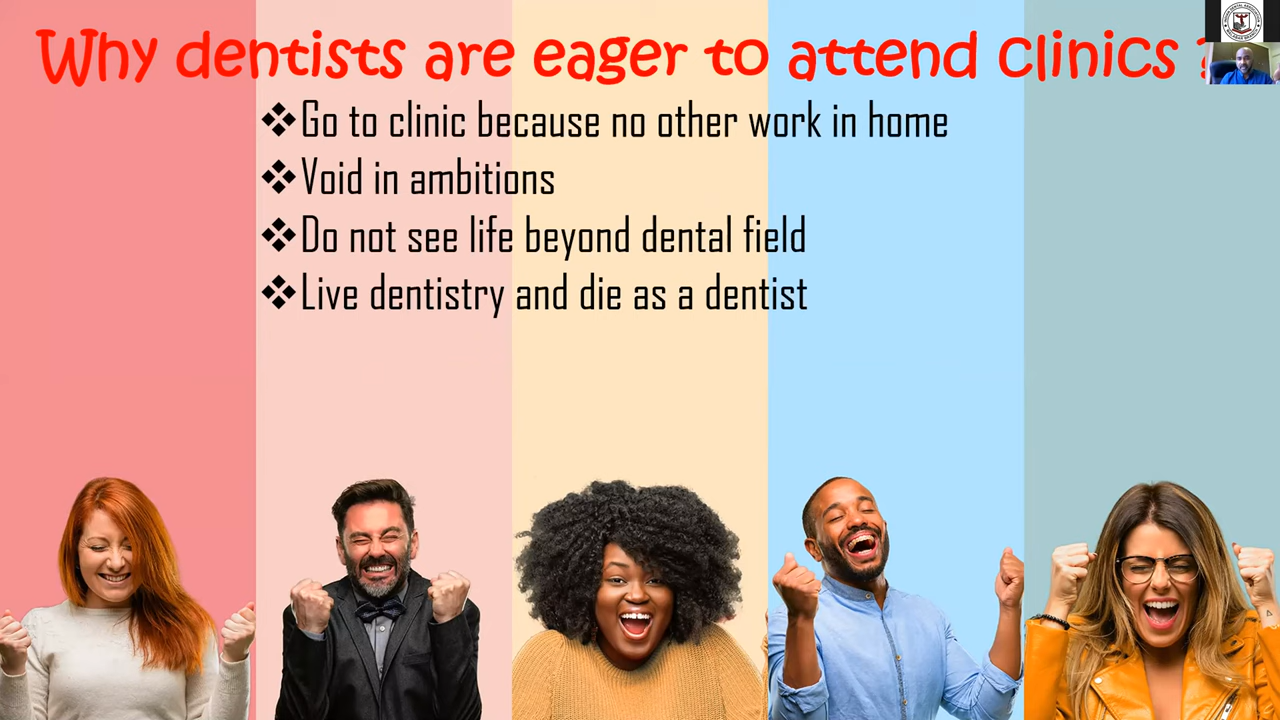 Why dentists are eager to attend clinics ?
❖Go to clinic because no other work in home
❖Void in ambitions
❖Do not see life beyond dental field
❖Live dentistry and die as a dentist